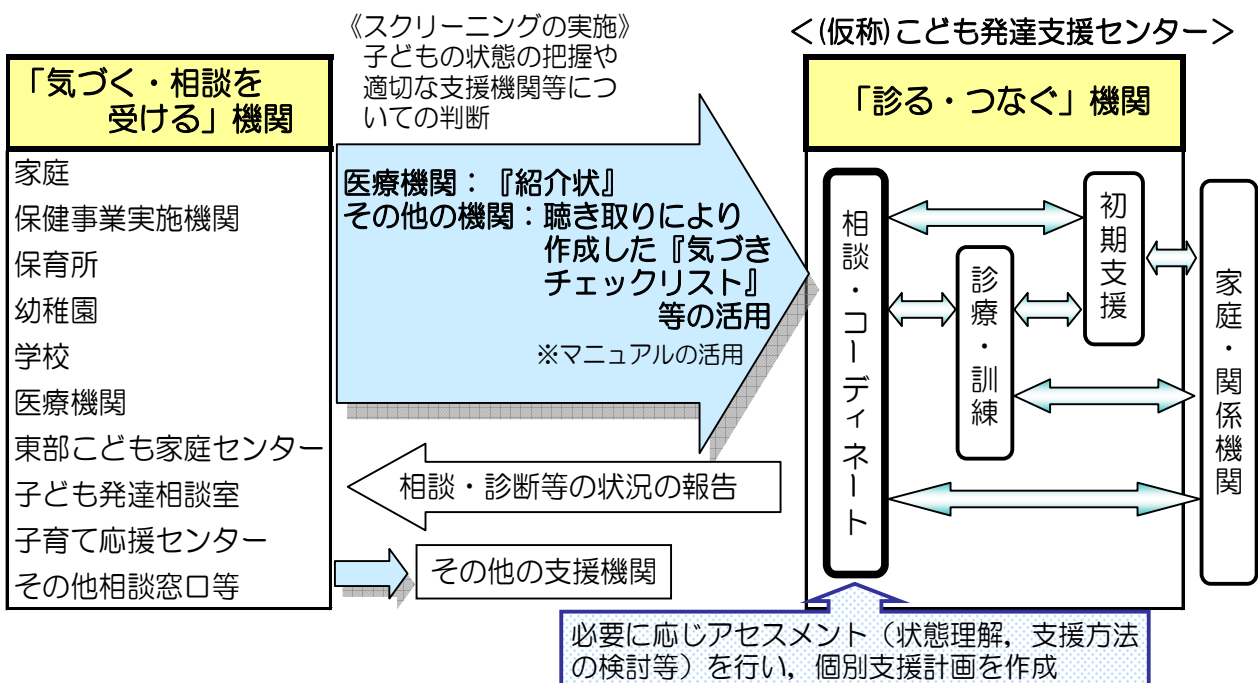 《スクリーニングの実施》
子どもの状態の把握や
適切な支援機関等につ
いての判断
＜(仮称)こども発達支援センター＞
「気づく・相談を
受ける」機関
家庭
保健事業実施機関
保育所
幼稚園
学校
医療機関
東部こども家庭センター
子ども発達相談室
子育て応援センター
その他相談窓口等
医療機関：『紹介状』
その他の機関：聴き取りにより
作成した『気づき
チェックリスト』
等の活用
※マニュアルの活用
相談・診断等の状況の報告
その他の支援機関
「診る・つなぐ」機関
相談・コーディネート
診療・訓練
初期支援
家庭・関係機関
必要に応じアセスメント（状態理解，支援方法
の検討等）を行い，個別支援計画を作成